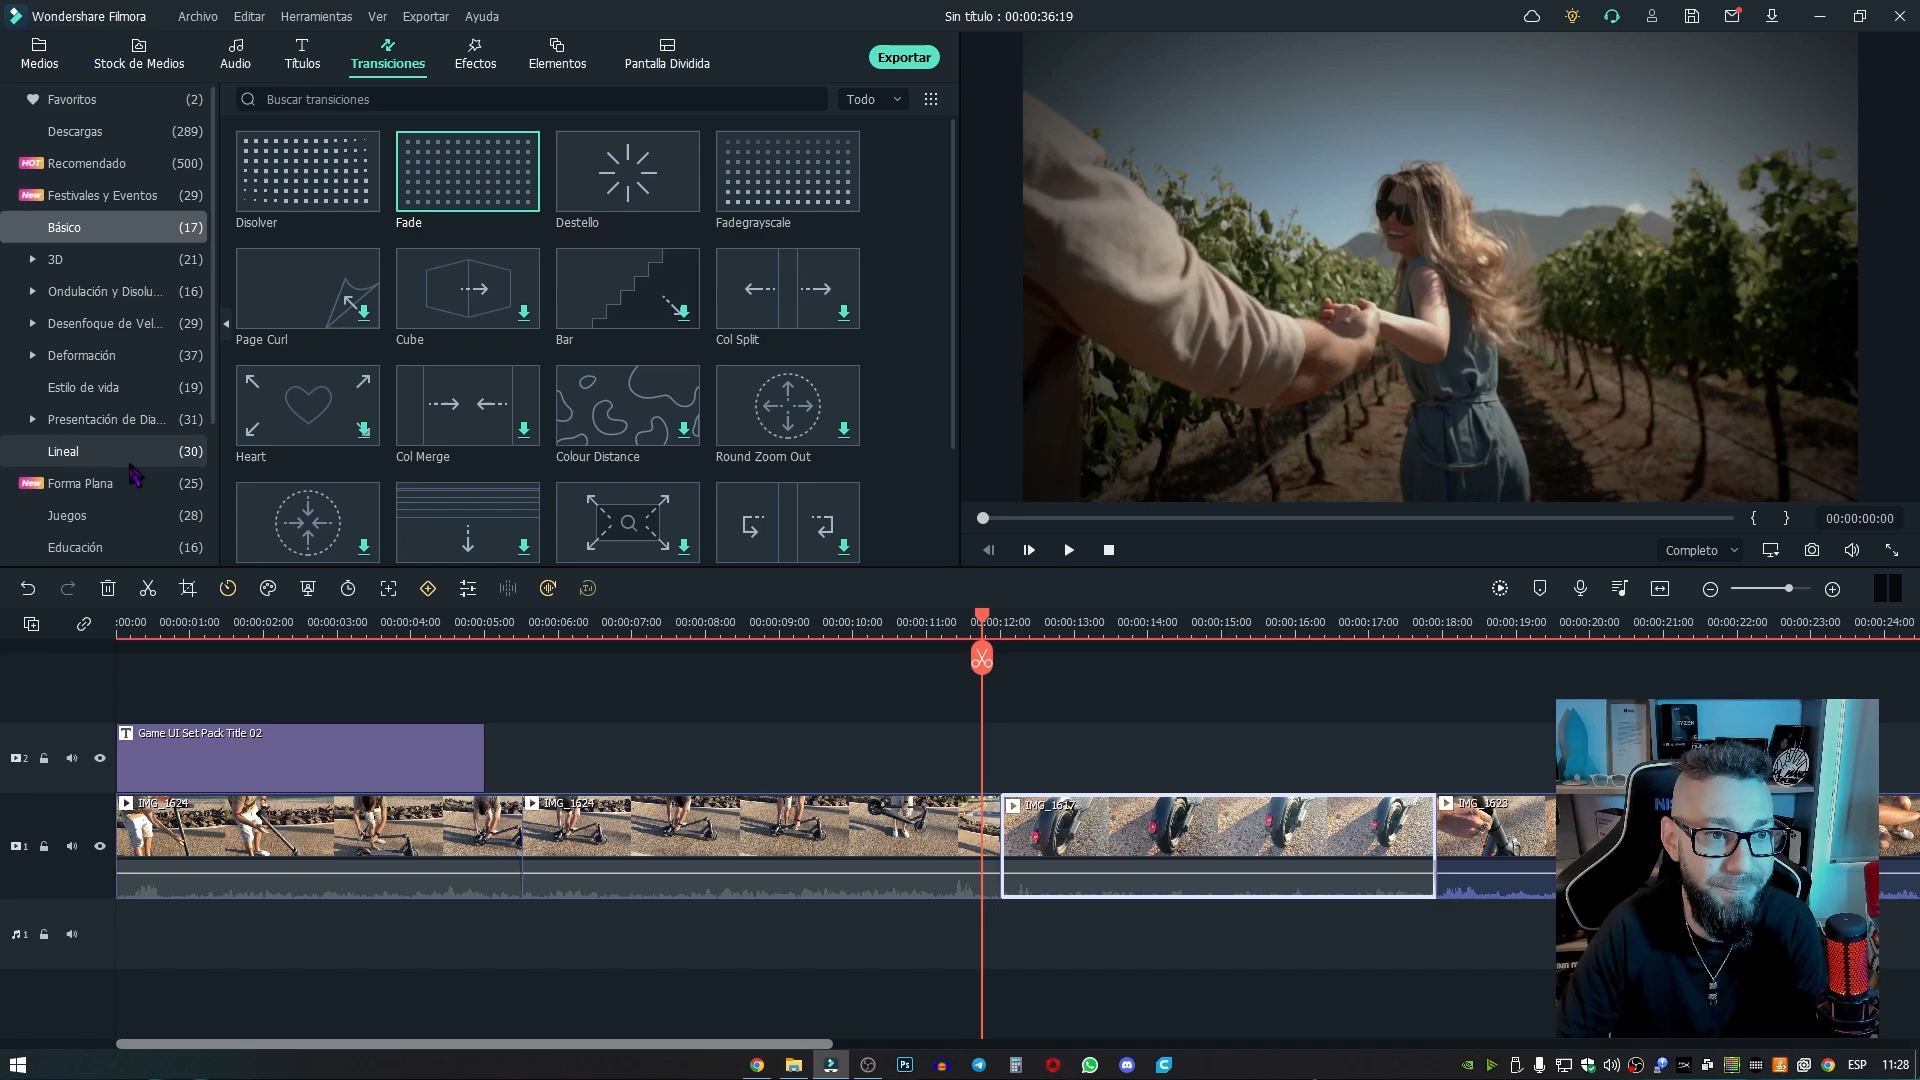 Wondershare Filmora
Archivo
Editar
Herramientas
Ver
Exportar
Ayuda
Sin título : 00:00:36:19
Medios
Stock de Medios
Audio
Títulos
Transiciones
Efectos
Elementos
Pantalla Dividida
Exportar
Favoritos (2)
Descargas (289)
HOT Recomendado (500)
New Festivales y Eventos (29)
Básico (17)
3D (21)
Ondulación y Disolu... (16)
Desenfoque de Vel... (29)
Deformación (37)
Estilo de vida (19)
Presentación de Dia... (31)
Lineal (30)
New Forma Plana (25)
Juegos (28)
Educación (16)
Buscar transiciones
Todo
Disolver
Fade
Destello
Fadegrayscale
Page Curl
Cube
Bar
Col Split
Heart
Col Merge
Colour Distance
Round Zoom Out
{ }
00:00:00:00
Completo
:00:00 00:00:01:00 00:00:02:00 00:00:03:00 00:00:04:00 00:00:05:00 00:00:06:00 00:00:07:00 00:00:08:00 00:00:09:00 00:00:10:00 00:00:11:00 00:00:12:00 00:00:13:00 00:00:14:00 00:00:15:00 00:00:16:00 00:00:17:00 00:00:18:00 00:00:19:00 00:00:20:00 00:00:21:00 00:00:22:00 00:00:23:00 00:00:24:00
T Game UI Set Pack Title 02
2
IMG_1624
IMG_1624
IMG_1617
IMG_1623
1
1
RYZEN
Ps
ESP
11:28